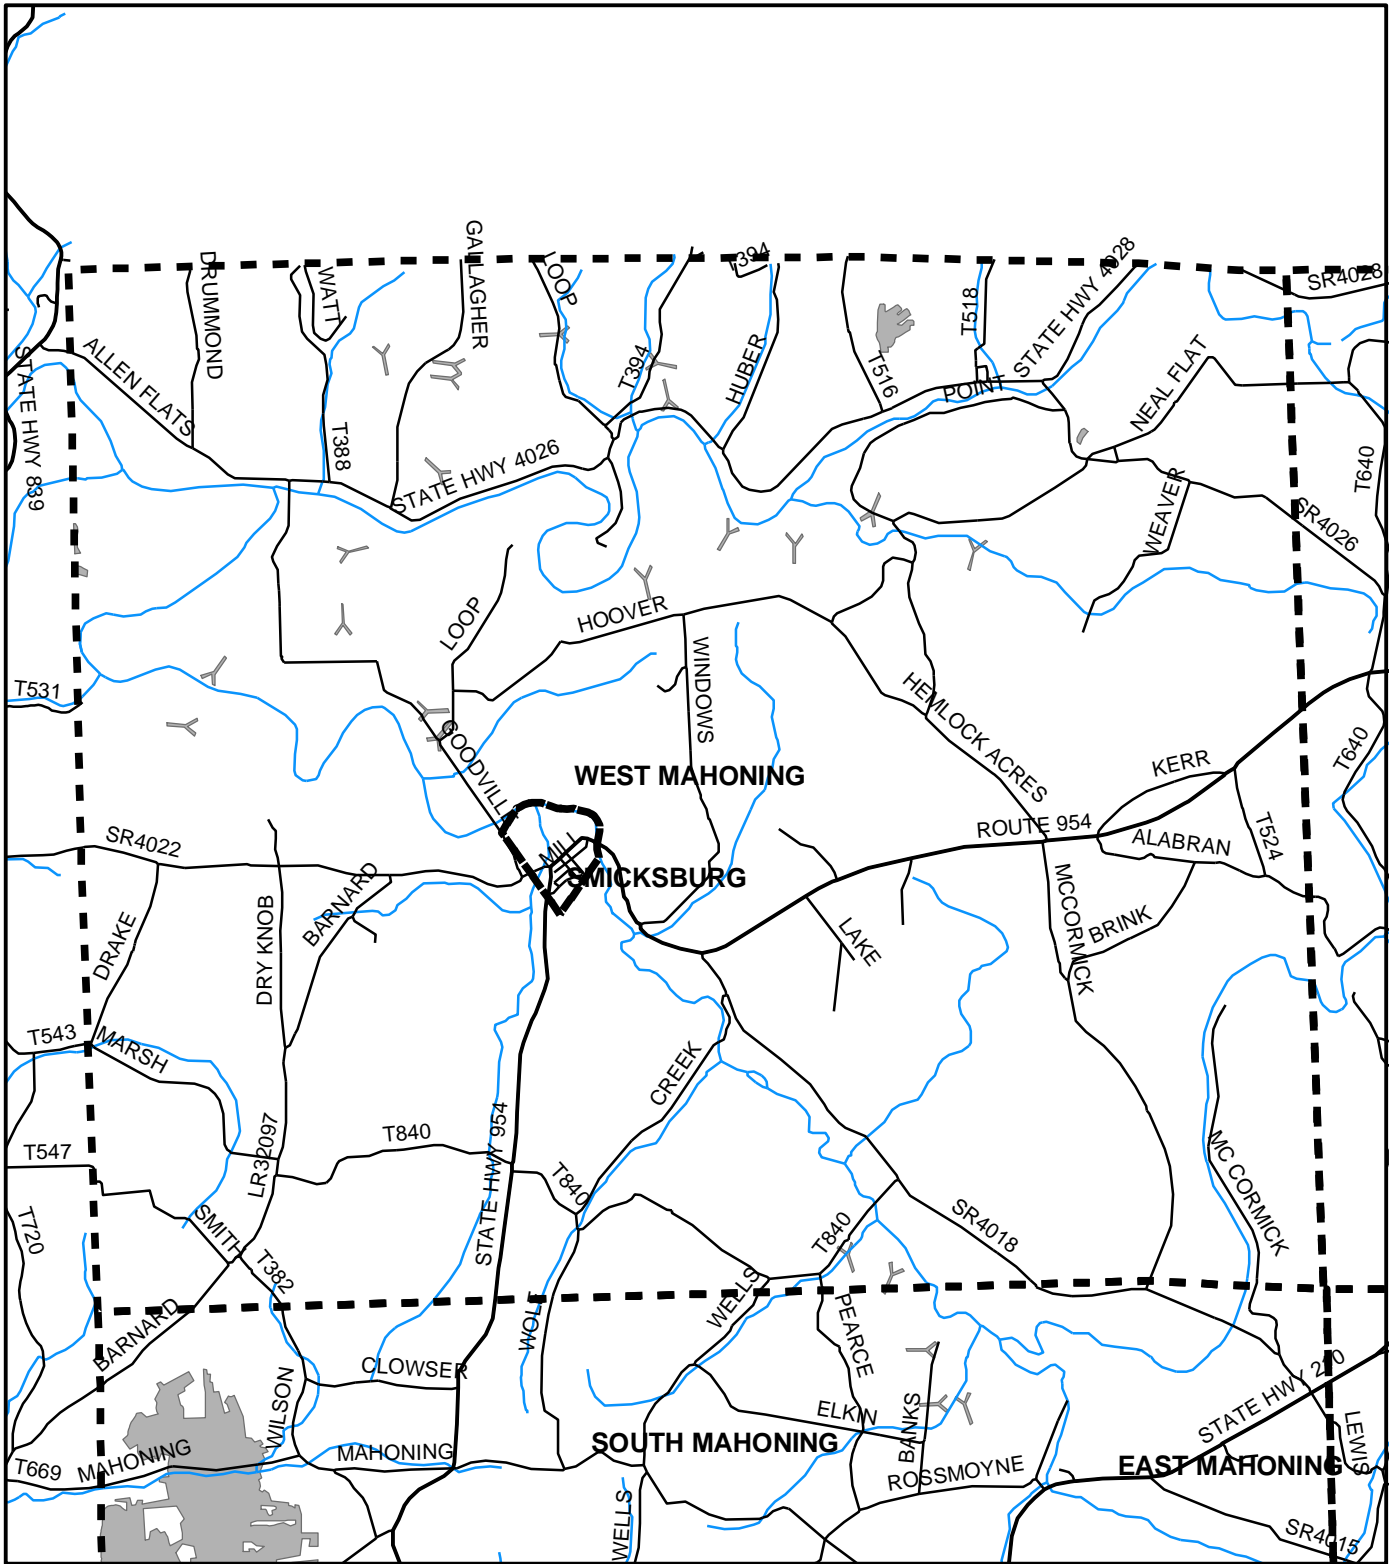 GALLAGHER
DRUMMOND
WATT
LOOP
T394
T518
STATE HWY 4028
SR4028
ALLEN FLATS
STATE HWY 839
T394
HUBER
T516
POINT
NEAL FLAT
T388
STATE HWY 4026
T640
WEAVER
SR4026
LOOP
HOOVER
WINDOWS
T531
HEMLOCK ACRES
GOODVILL
KERR
T640
WEST MAHONING
ROUTE 954
ALABRAN
T524
SR4022
MILL
SMICKSBURG
BARNARD
DRAKE
DRY KNOB
LAKE
MCCORMICK
BRINK
T543
MARSH
CREEK
T840
STATE HWY 954
T547
LR32097
T840
MC CORMICK
T720
SMITH
T382
T840
SR4018
WOLF
WELLS
PEARCE
BARNARD
CLOWSER
STATE HWY 210
WILSON
ELKIN
BANKS
LEWIS
T669
MAHONING
MAHONING
SOUTH MAHONING
ROSSMOYNE
EAST MAHONING
WELLS
SR4015